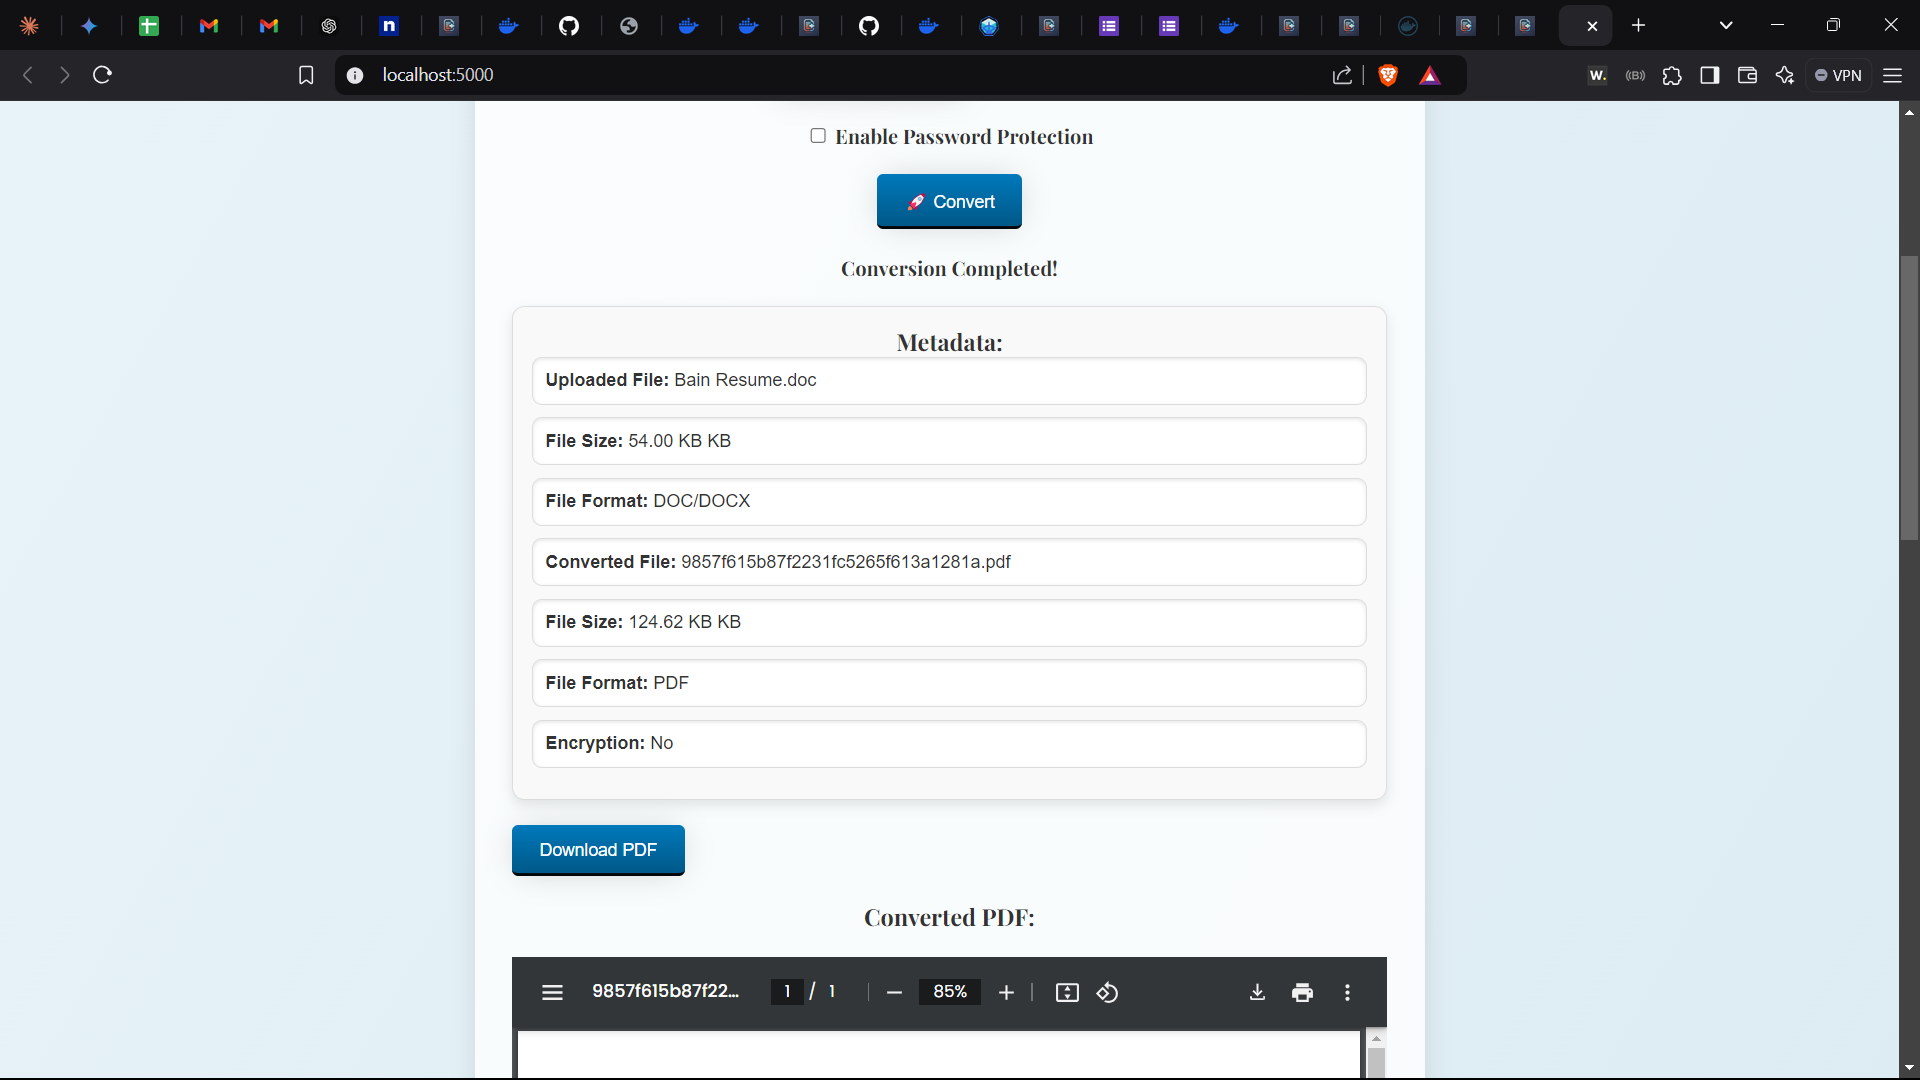 localhost:5000
VPN
Enable Password Protection
🚀 Convert
Conversion Completed!
Metadata:
Uploaded File: Bain Resume.doc
File Size: 54.00 KB KB
File Format: DOC/DOCX
Converted File: 9857f615b87f2231fc5265f613a1281a.pdf
File Size: 124.62 KB KB
File Format: PDF
Encryption: No
Download PDF
Converted PDF:
9857f615b87f22... 1 / 1 85%